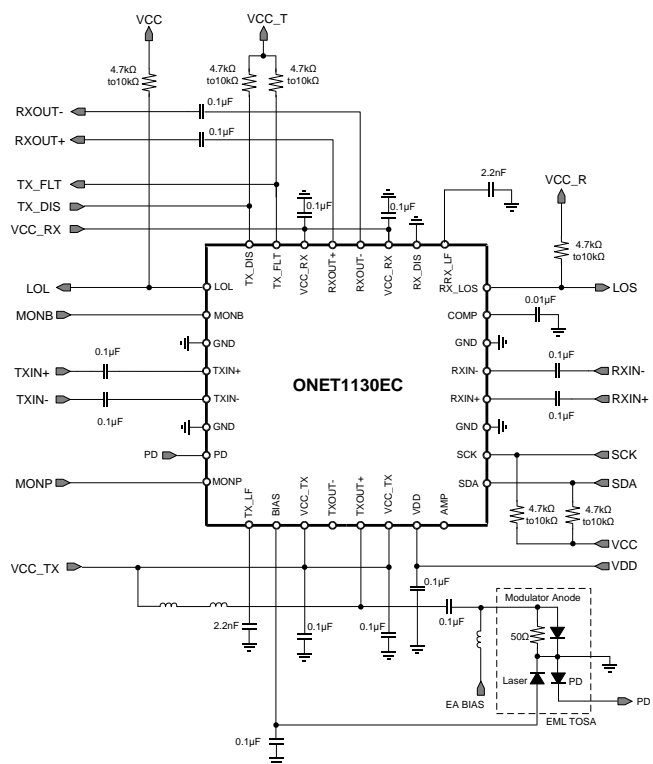 VCC
VCC_T
4.7kΩ
to10kΩ
4.7kΩ
to10kΩ
4.7kΩ
to10kΩ
RXOUT-
0.1µF
RXOUT+
0.1µF
TX_FLT
TX_DIS
VCC_RX
0.1µF
0.1µF
2.2nF
VCC_R
4.7kΩ
to10kΩ
TX_DIS
TX_FLT
VCC_RX
RXOUT+
RXOUT-
VCC_RX
RX_DIS
RX_LF
LOL
LOL
RX_LOS
LOS
MONB
MONB
COMP
0.01µF
GND
GND
TXIN+
0.1µF
TXIN+
ONET1130EC
RXIN-
0.1µF
RXIN-
TXIN-
0.1µF
TXIN-
RXIN+
0.1µF
RXIN+
GND
GND
PD
PD
SCK
SCK
MONP
MONP
SDA
SDA
TX_LF
BIAS
VCC_TX
TXOUT-
TXOUT+
VCC_TX
VDD
AMP
4.7kΩ
to10kΩ
4.7kΩ
to10kΩ
VCC
VCC_TX
VDD
0.1µF
2.2nF
0.1µF
0.1µF
0.1µF
Modulator Anode
50Ω
Laser
PD
EA BIAS
PD
EML TOSA
0.1µF